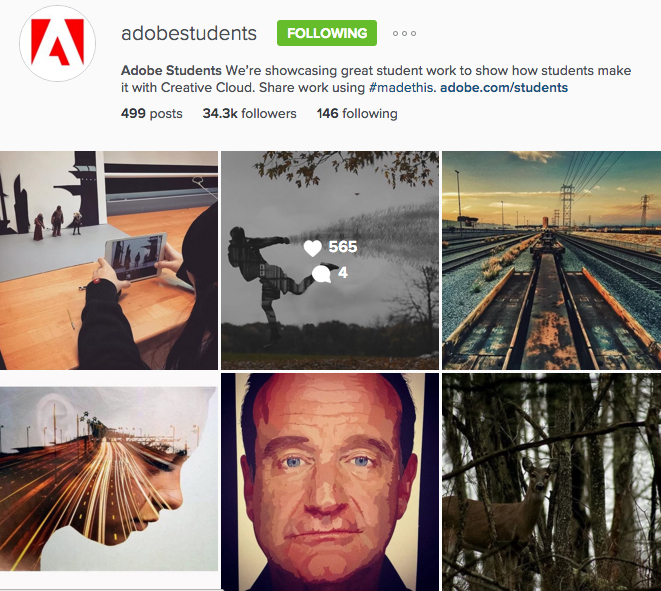 adobestudents FOLLOWING
Adobe Students We're showcasing great student work to show how students make
it with Creative Cloud. Share work using #madethis. adobe.com/students
499 posts 34.3k followers 146 following
565
4